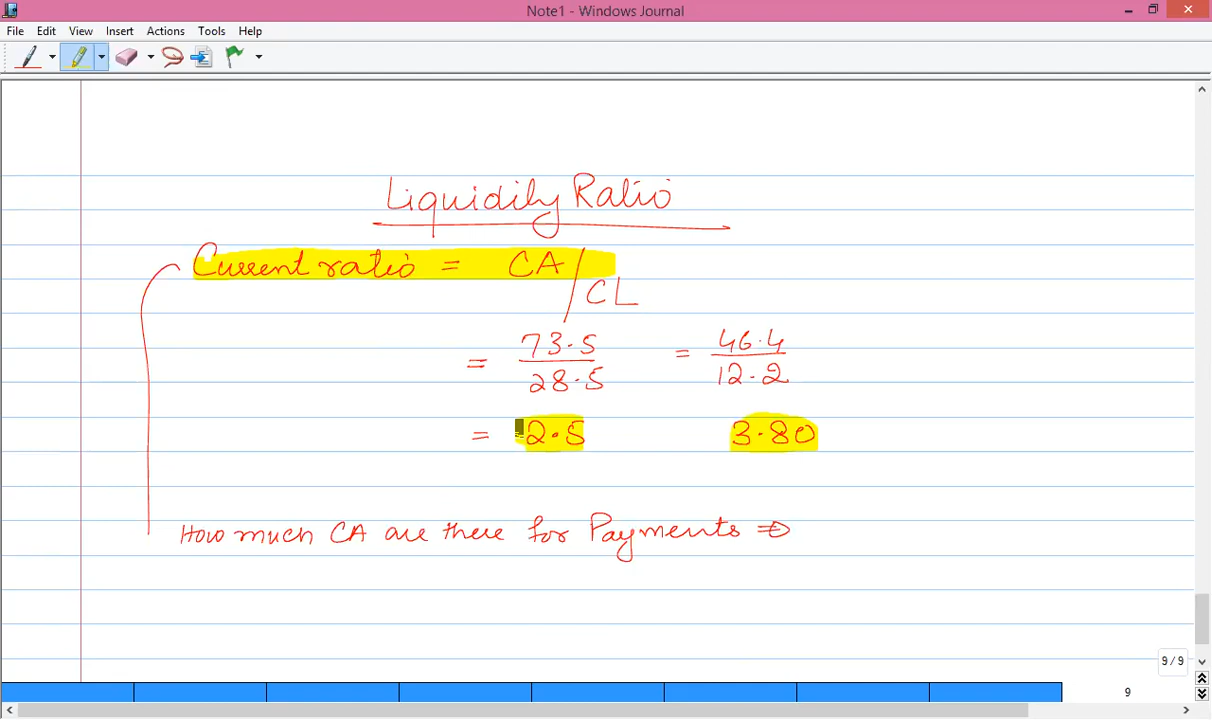 Note1 - Windows Journal
File Edit View Insert Actions Tools Help
Liquidily Ratio
Current ratio = CA/CL
= 73.5/28.5 = 46.4/12.2
= 2.5 3.80
How much CA are there for Payments ⇒
9/9
9